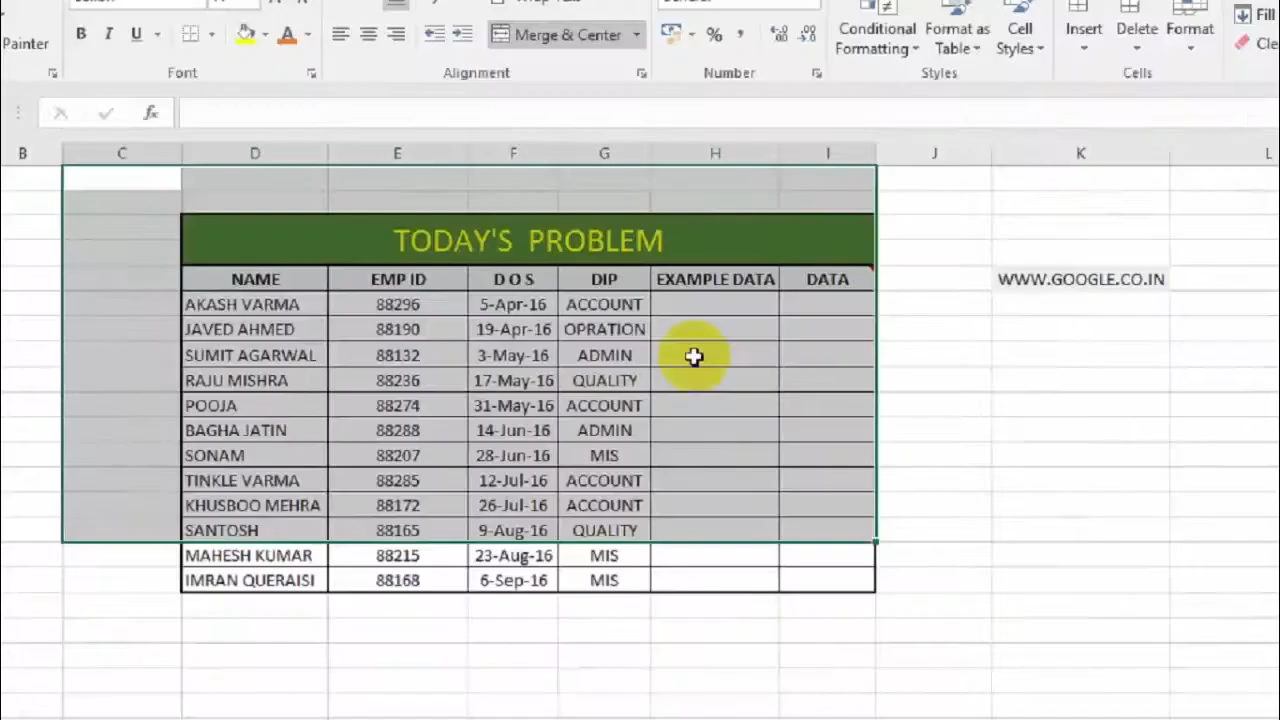 Wrap Text
General
Painter
B I U
Merge & Center
%
Conditional Formatting
Format as Table
Cell Styles
Insert
Delete
Format
Fill
Font
Alignment
Number
Styles
Cells
fx
B C D E F G H I J K L
TODAY'S PROBLEM
NAME EMP ID D O S DIP EXAMPLE DATA DATA WWW.GOOGLE.CO.IN
AKASH VARMA 88296 5-Apr-16 ACCOUNT
JAVED AHMED 88190 19-Apr-16 OPRATION
SUMIT AGARWAL 88132 3-May-16 ADMIN
RAJU MISHRA 88236 17-May-16 QUALITY
POOJA 88274 31-May-16 ACCOUNT
BAGHA JATIN 88288 14-Jun-16 ADMIN
SONAM 88207 28-Jun-16 MIS
TINKLE VARMA 88285 12-Jul-16 ACCOUNT
KHUSBOO MEHRA 88172 26-Jul-16 ACCOUNT
SANTOSH 88165 9-Aug-16 QUALITY
MAHESH KUMAR 88215 23-Aug-16 MIS
IMRAN QUERAISI 88168 6-Sep-16 MIS